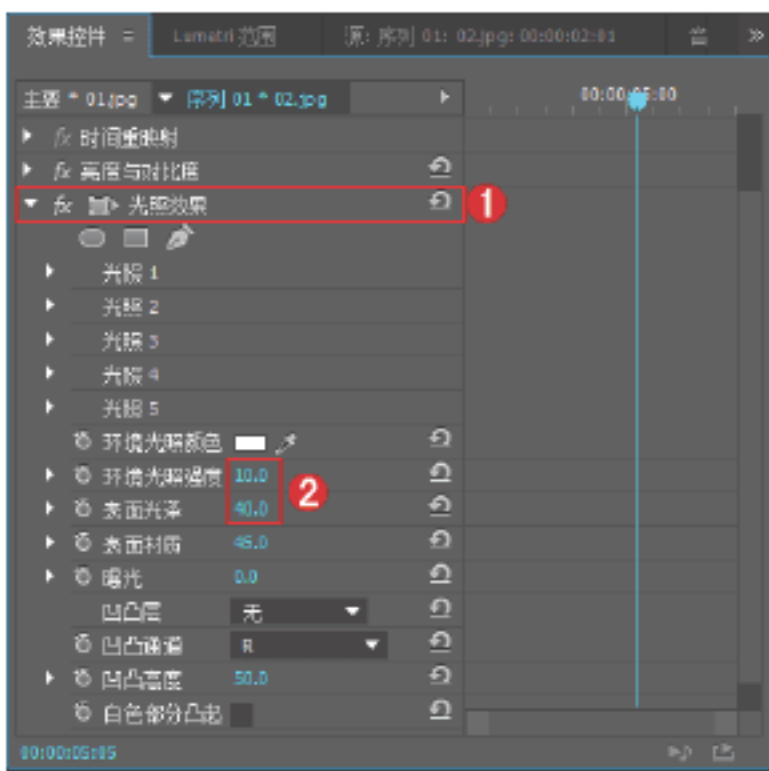 效果控件 ≡ Lumetri 范围 源: 序列 01: 02.jpg: 00:00:02:01 音 »
主要 * 01.jpg 序列 01 * 02.jpg 00:00:05:00
fx 时间重映射
fx 亮度与对比度
fx 光照效果 1
光照 1
光照 2
光照 3
光照 4
光照 5
环境光照颜色
环境光照强度 10.0
2
表面光泽 40.0
表面材质 45.0
曝光 0.0
凹凸层 无
凹凸通道 R
凹凸高度 50.0
白色部分凸起
00:00:05:05